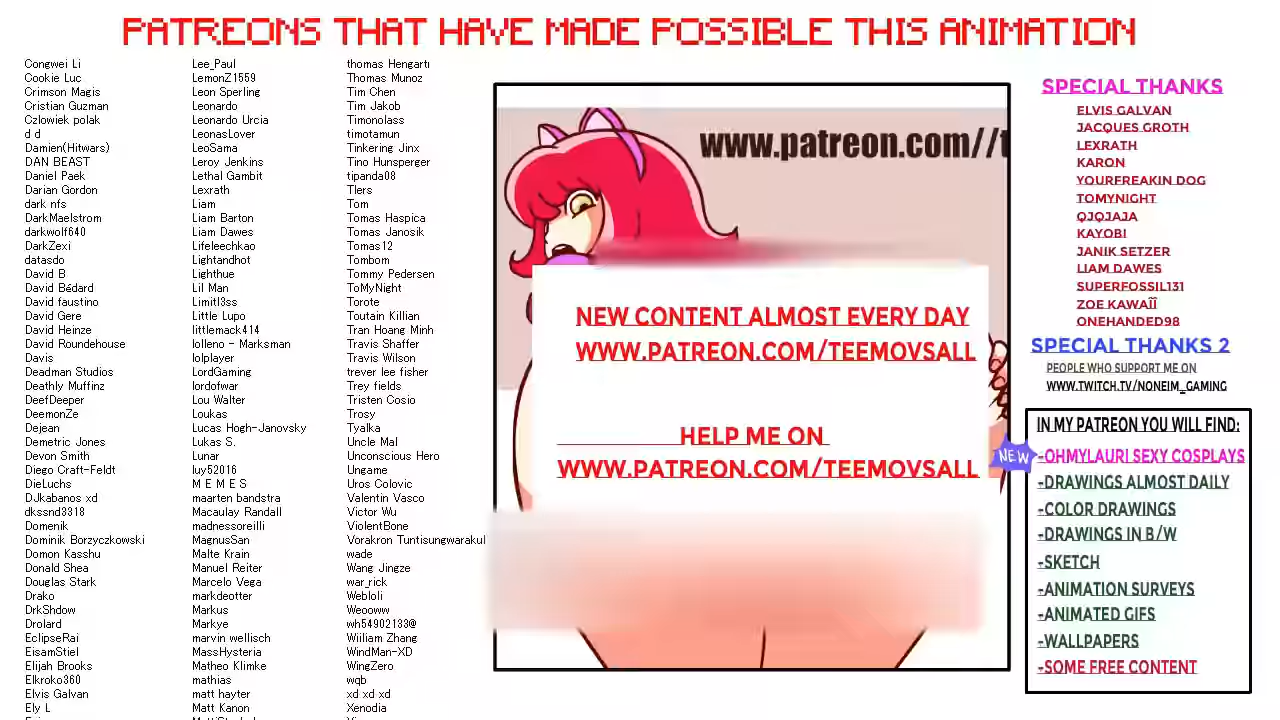 PATREONS THAT HAVE MADE POSSIBLE THIS ANIMATION
Congwei Li
Cookie Luc
Crimson Magis
Cristian Guzman
Czlowiek polak
d d
Damien(Hitwars)
DAN BEAST
Daniel Paek
Darian Gordon
dark nfs
DarkMaelstrom
darkwolf640
DarkZexi
datasdo
David B
David Bédard
David faustino
David Gere
David Heinze
David Roundehouse
Davis
Deadman Studios
Deathly Muffinz
DeefDeeper
DeemonZe
Dejean
Demetric Jones
Devon Smith
Diego Craft-Feldt
DieLuchs
DJkabanos xd
dkssnd3318
Domenik
Dominik Borzyczkowski
Domon Kasshu
Donald Shea
Douglas Stark
Drako
DrkShdow
Drolard
EclipseRai
EisamStiel
Elijah Brooks
Elkroko360
Elvis Galvan
Ely L
Lee_Paul
LemonZ1559
Leon Sperling
Leonardo
Leonardo Urcia
LeonasLover
LeoSama
Leroy Jenkins
Lethal Gambit
Lexrath
Liam
Liam Barton
Liam Dawes
Lifeleechkao
Lightandhot
Lighthue
Lil Man
Limitl3ss
Little Lupo
littlemack414
lolleno - Marksman
lolplayer
LordGaming
lordofwar
Lou Walter
Loukas
Lucas Hogh-Janovsky
Lukas S.
Lunar
luy52016
M E M E S
maarten bandstra
Macaulay Randall
madnessoreilli
MagnusSan
Malte Krain
Manuel Reiter
Marcelo Vega
markdeotter
Markus
Markye
marvin wellisch
MassHysteria
Matheo Klimke
mathias
matt hayter
Matt Kanon
thomas Hengartı
Thomas Munoz
Tim Chen
Tim Jakob
Timonolass
timotamun
Tinkering Jinx
Tino Hunsperger
tipanda08
Tlers
Tom
Tomas Haspica
Tomas Janosik
Tomas12
Tombom
Tommy Pedersen
ToMyNight
Torote
Toutain Killian
Tran Hoang Minh
Travis Shaffer
Travis Wilson
trever lee fisher
Trey fields
Tristen Cosio
Trosy
Tyalka
Uncle Mal
Unconscious Hero
Ungame
Uros Golovic
Valentin Vasco
Victor Wu
ViolentBone
Vorakron Tuntisungwarakul
wade
Wang Jingze
war_rick
Webloli
Weooww
wh54902133@
Wiiliam Zhang
WindMan-XD
WingZero
wqb
xd xd xd
Xenodia
www.patreon.com//t
NEW CONTENT ALMOST EVERY DAY
WWW.PATREON.COM/TEEMOVSALL
HELP ME ON
WWW.PATREON.COM/TEEMOVSALL
SPECIAL THANKS
ELVIS GALVAN
JACQUES GROTH
LEXRATH
KARON
YOURFREAKIN DOG
TOMYNIGHT
QJQJAJA
KAYOBI
JANIK SETZER
LIAM DAWES
SUPERFOSSIL131
ZOE KAWAÎÎ
ONEHANDED98
SPECIAL THANKS 2
PEOPLE WHO SUPPORT ME ON
WWW.TWITCH.TV/NONEIM_GAMING
IN MY PATREON YOU WILL FIND:
NEW
-OHMYLAURI SEXY COSPLAYS
-DRAWINGS ALMOST DAILY
-COLOR DRAWINGS
-DRAWINGS IN B/W
-SKETCH
-ANIMATION SURVEYS
-ANIMATED GIFS
-WALLPAPERS
-SOME FREE CONTENT